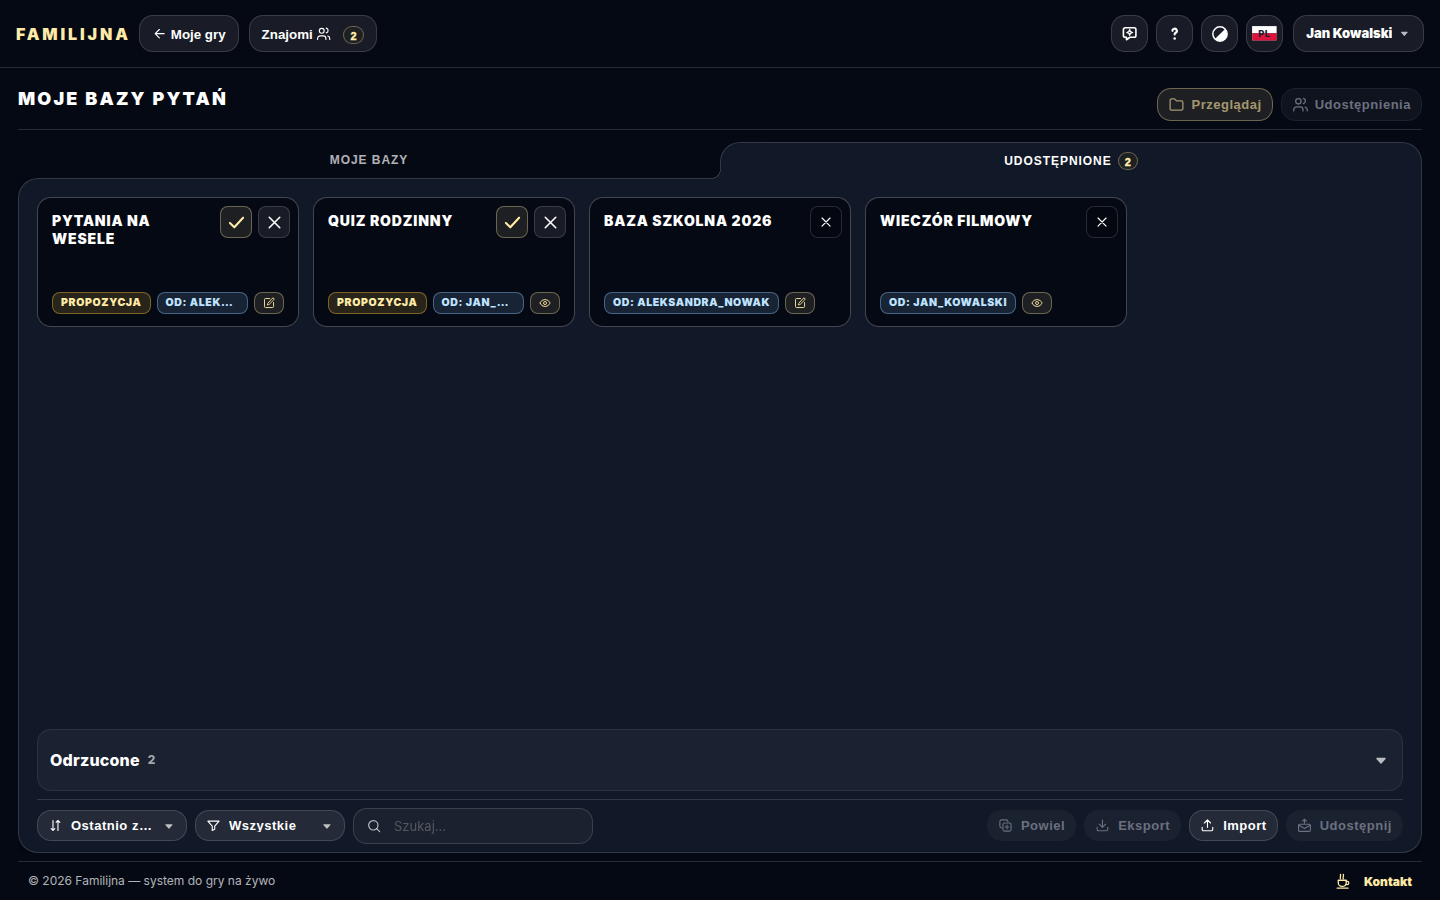 FAMILIJNA
Moje gry
Znajomi 2
?
PL
Jan Kowalski
MOJE BAZY PYTAŃ
Przeglądaj
Udostępnienia
MOJE BAZY
UDOSTĘPNIONE 2
PYTANIA NA
WESELE
PROPOZYCJA
OD: ALEK...
QUIZ RODZINNY
PROPOZYCJA
OD: JAN_...
BAZA SZKOLNA 2026
OD: ALEKSANDRA_NOWAK
WIECZÓR FILMOWY
OD: JAN_KOWALSKI
Odrzucone 2
Ostatnio z...
Wszystkie
Szukaj...
Powiel
Eksport
Import
Udostępnij
© 2026 Familijna — system do gry na żywo
Kontakt